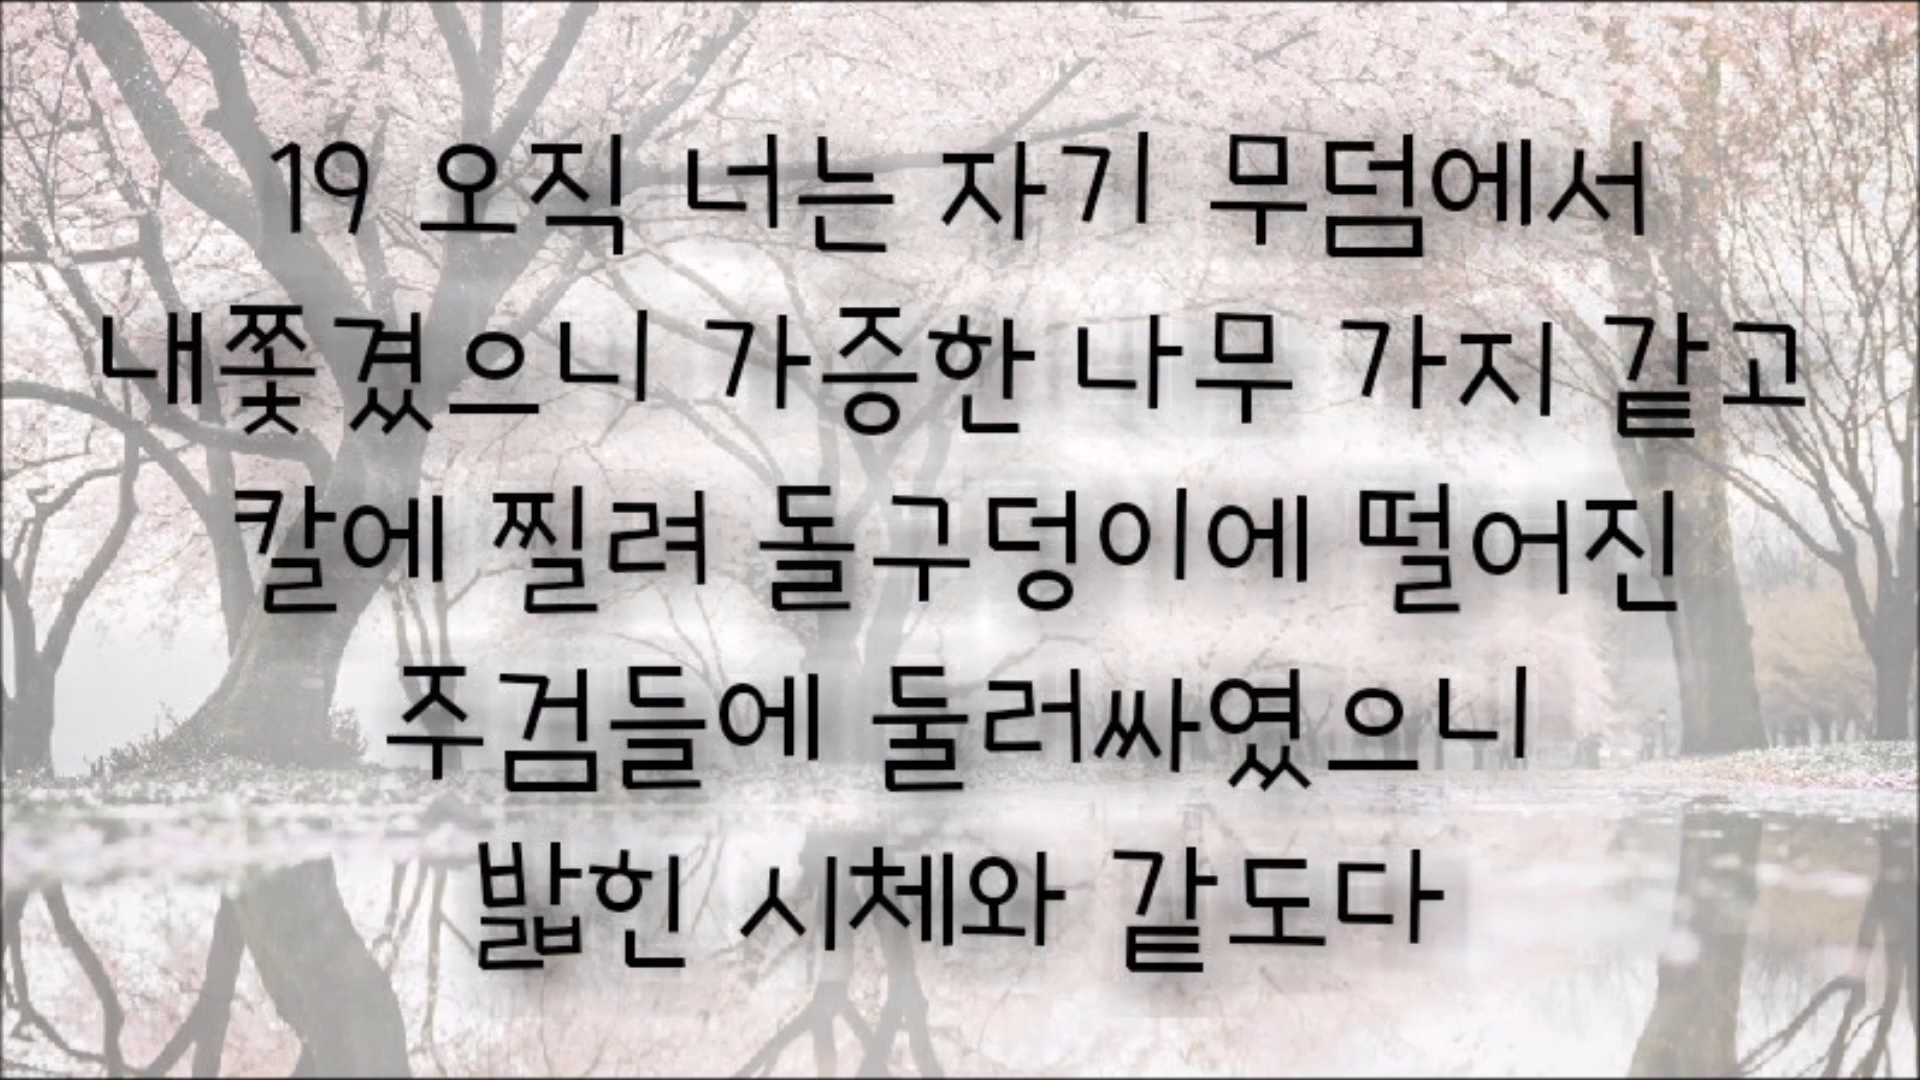 19 오직 너는 자기 무덤에서
내쫓겼으니 가증한 나무 가지 같고
칼에 찔려 돌구덩이에 떨어진
주검들에 둘러싸였으니
밟힌 시체와 같도다